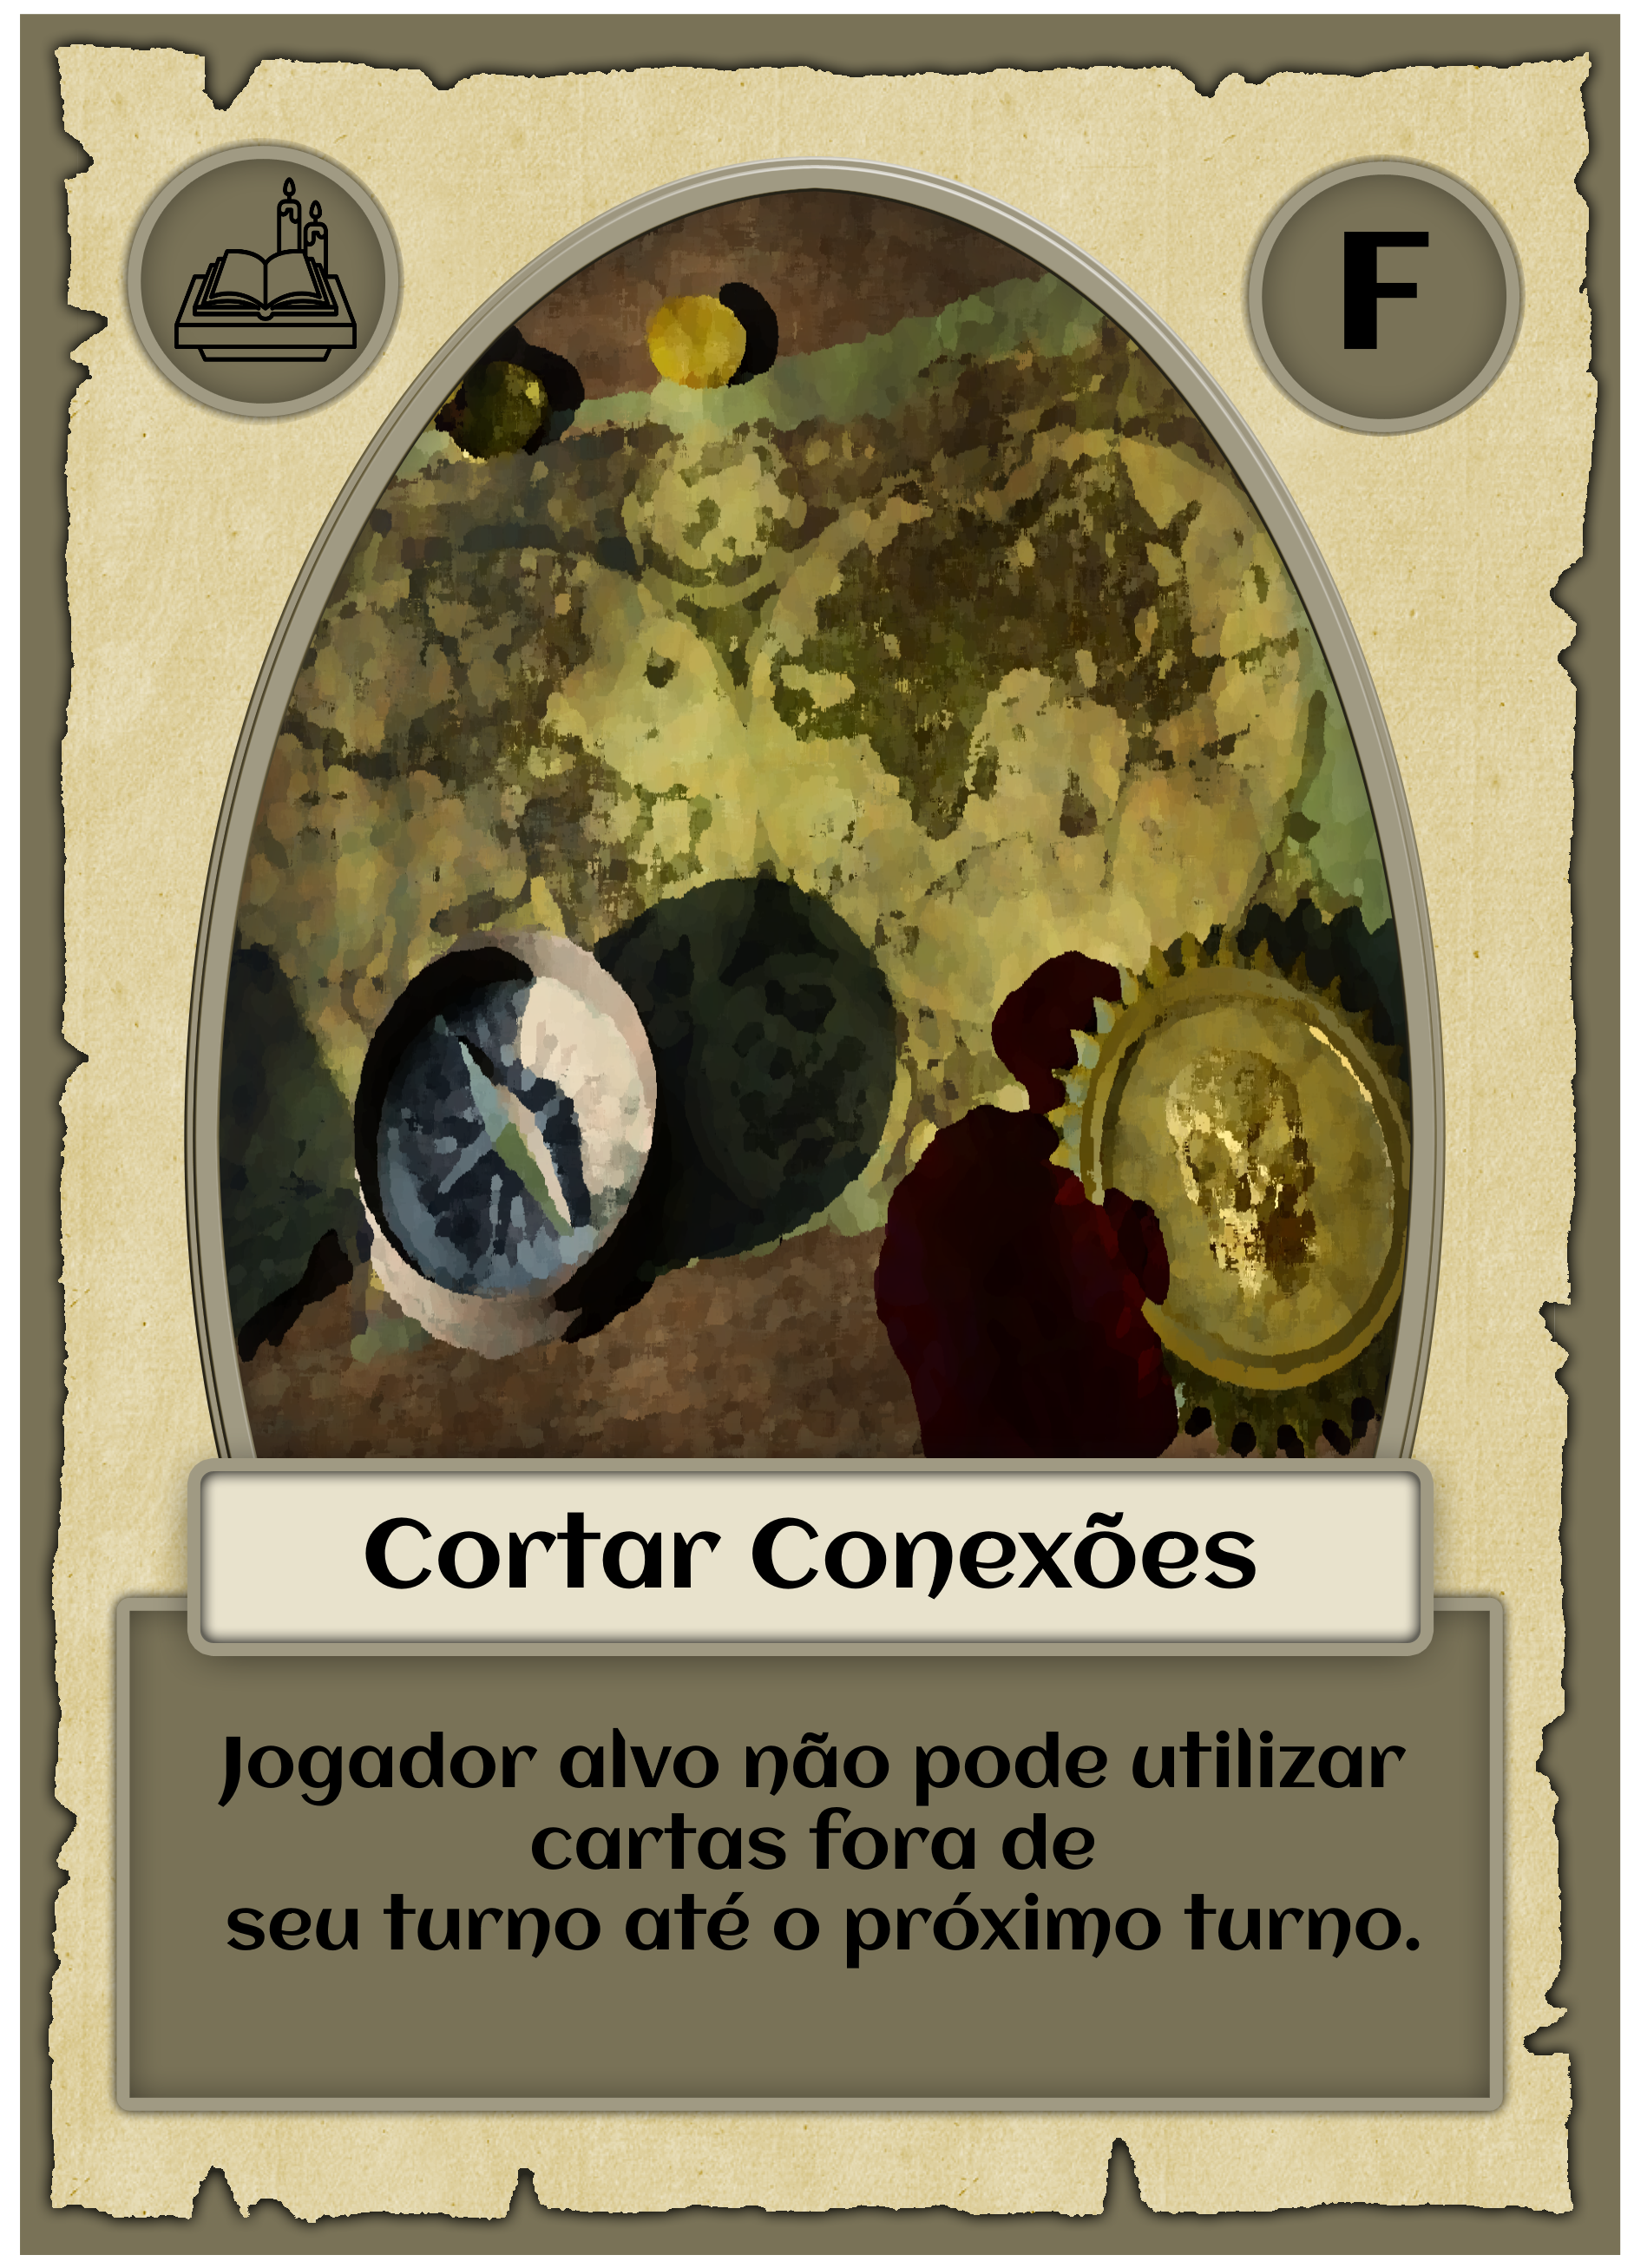 F
Cortar Conexões
Jogador alvo não pode utilizar
cartas fora de
seu turno até o próximo turno.